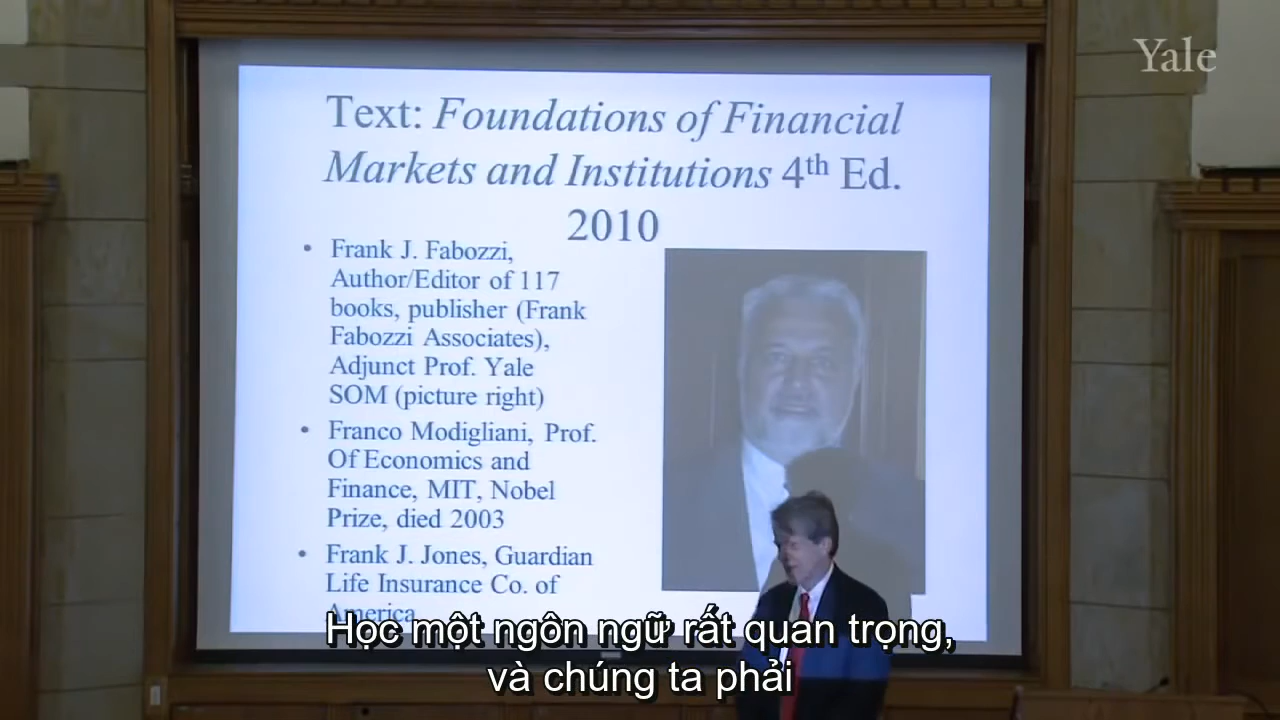 Yale
Text: Foundations of Financial
Markets and Institutions 4th Ed.
2010
• Frank J. Fabozzi,
Author/Editor of 117
books, publisher (Frank
Fabozzi Associates),
Adjunct Prof. Yale
SOM (picture right)
• Franco Modigliani, Prof.
Of Economics and
Finance, MIT, Nobel
Prize, died 2003
• Frank J. Jones, Guardian
Life Insurance Co. of
America
Học một ngôn ngữ rất quan trọng,
và chúng ta phải